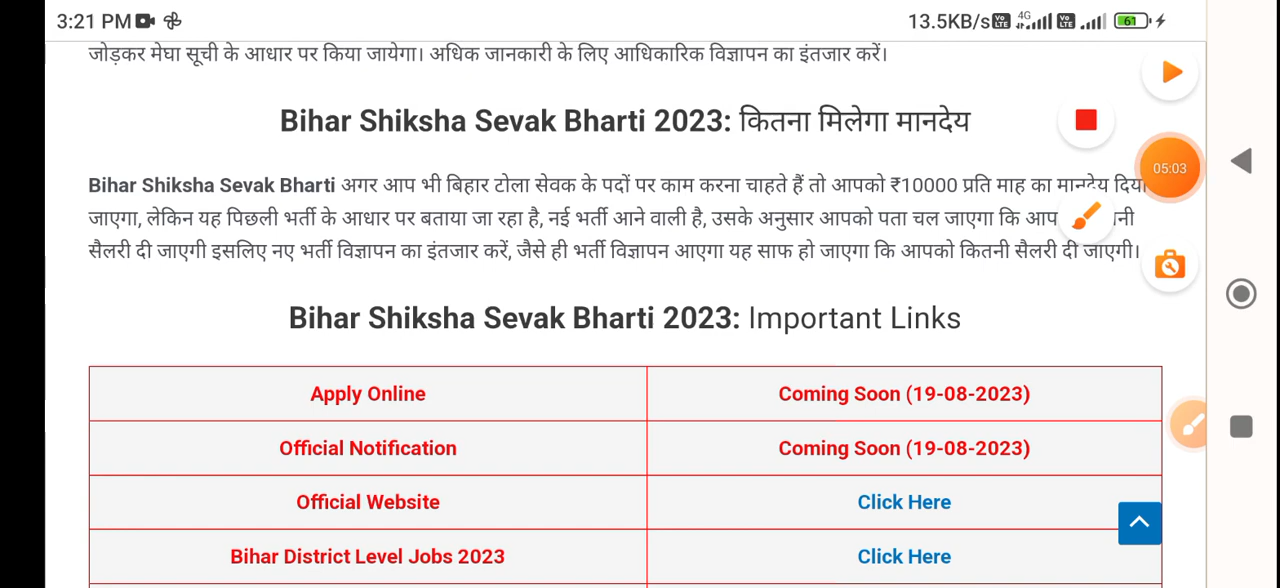 3:21 PM
13.5KB/s Vo LTE 4G Vo LTE 61
जोड़कर मेघा सूची के आधार पर किया जायेगा। अधिक जानकारी के लिए आधिकारिक विज्ञापन का इंतजार करें।
Bihar Shiksha Sevak Bharti 2023: कितना मिलेगा मानदेय
05:03
Bihar Shiksha Sevak Bharti अगर आप भी बिहार टोला सेवक के पदों पर काम करना चाहते हैं तो आपको ₹10000 प्रति माह का मानदेय दिया
जाएगा, लेकिन यह पिछली भर्ती के आधार पर बताया जा रहा है, नई भर्ती आने वाली है, उसके अनुसार आपको पता चल जाएगा कि आप
सैलरी दी जाएगी इसलिए नए भर्ती विज्ञापन का इंतजार करें, जैसे ही भर्ती विज्ञापन आएगा यह साफ हो जाएगा कि आपको कितनी सैलरी दी जाएगी।
Bihar Shiksha Sevak Bharti 2023: Important Links
Apply Online Coming Soon (19-08-2023)
Official Notification Coming Soon (19-08-2023)
Official Website Click Here
Bihar District Level Jobs 2023 Click Here